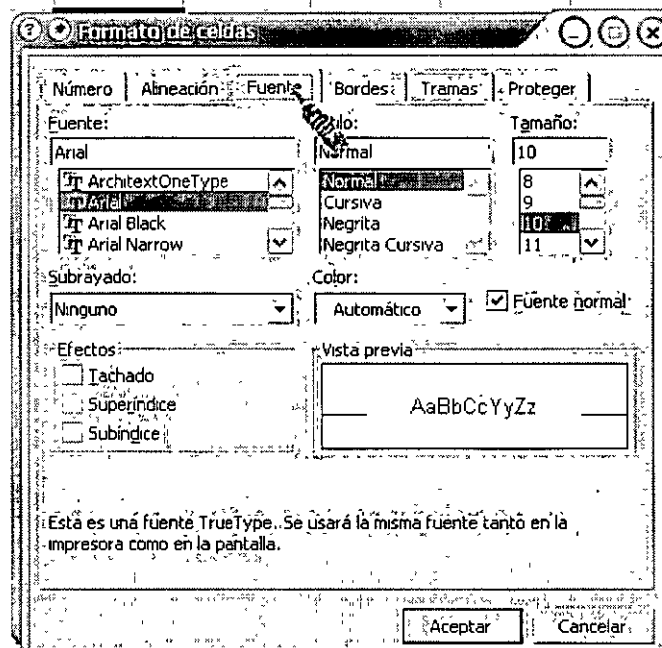 Formato de celdas
Número Alineación Fuente Bordes Tramas Proteger
Fuente: Tamaño:
Arial Normal 10
ArchitextOneType Normal 8
Arial Cursiva 9
Arial Black Negrita 10
Arial Narrow Negrita Cursiva 11
Subrayado: Color:
Ninguno Automático Fuente normal
Efectos Vista previa
Tachado
Superíndice AaBbCcYyZz
Subíndice
Esta es una fuente TrueType. Se usará la misma fuente tanto en la
impresora como en la pantalla.
Aceptar Cancelar